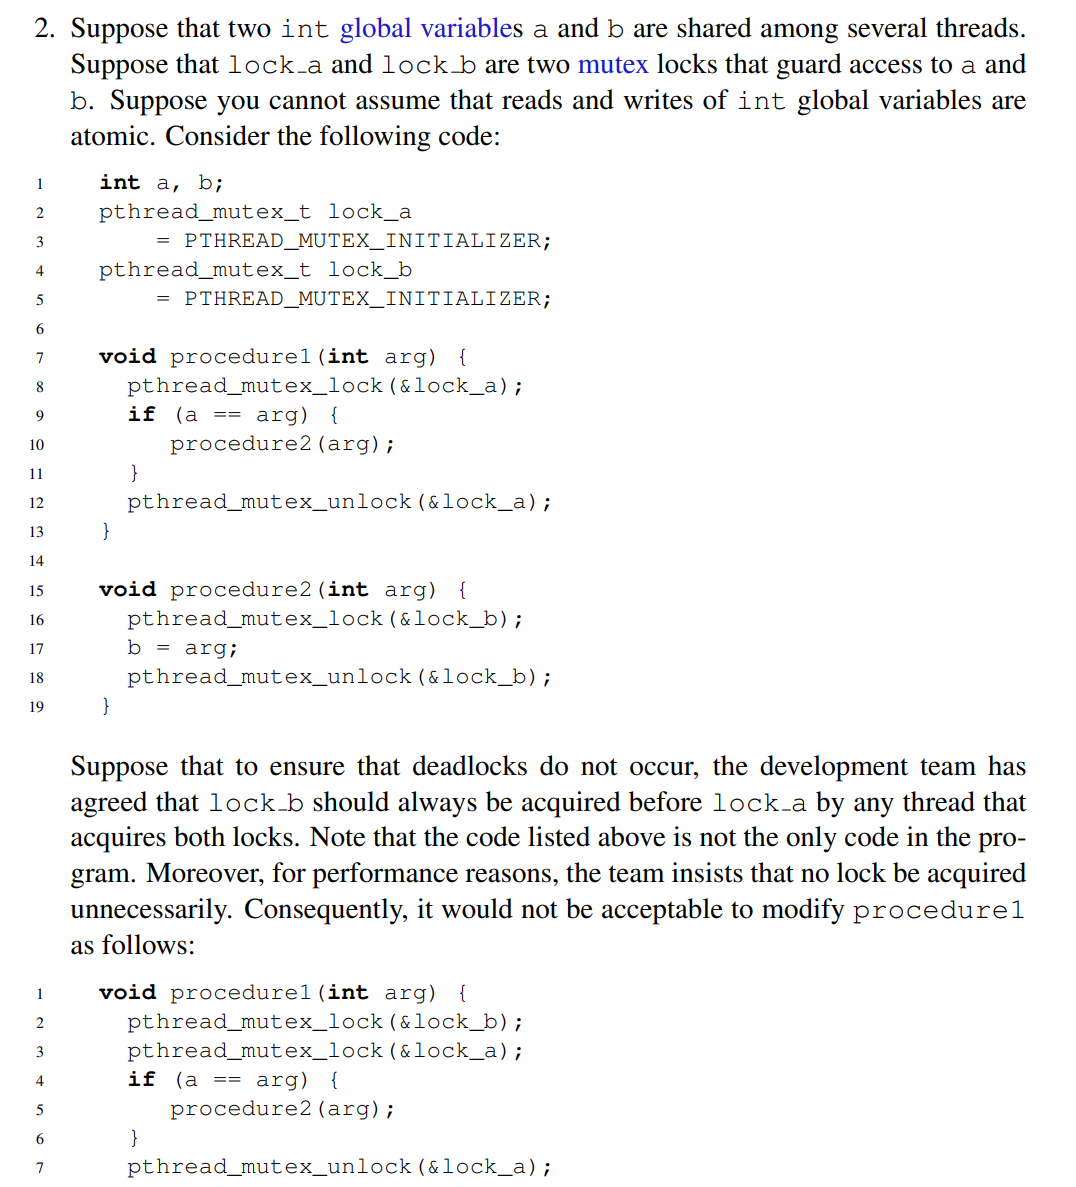 2. Suppose that two int global variables a and b are shared among several threads.
Suppose that lock_a and lock_b are two mutex locks that guard access to a and
b. Suppose you cannot assume that reads and writes of int global variables are
atomic. Consider the following code:
1 int a, b;
2 pthread_mutex_t lock_a
3 = PTHREAD_MUTEX_INITIALIZER;
4 pthread_mutex_t lock_b
5 = PTHREAD_MUTEX_INITIALIZER;
6
7 void procedure1(int arg) {
8 pthread_mutex_lock(&lock_a);
9 if (a == arg) {
10 procedure2(arg);
11 }
12 pthread_mutex_unlock(&lock_a);
13 }
14
15 void procedure2(int arg) {
16 pthread_mutex_lock(&lock_b);
17 b = arg;
18 pthread_mutex_unlock(&lock_b);
19 }
Suppose that to ensure that deadlocks do not occur, the development team has
agreed that lock_b should always be acquired before lock_a by any thread that
acquires both locks. Note that the code listed above is not the only code in the pro-
gram. Moreover, for performance reasons, the team insists that no lock be acquired
unnecessarily. Consequently, it would not be acceptable to modify procedure1
as follows:
1 void procedure1(int arg) {
2 pthread_mutex_lock(&lock_b);
3 pthread_mutex_lock(&lock_a);
4 if (a == arg) {
5 procedure2(arg);
6 }
7 pthread_mutex_unlock(&lock_a);